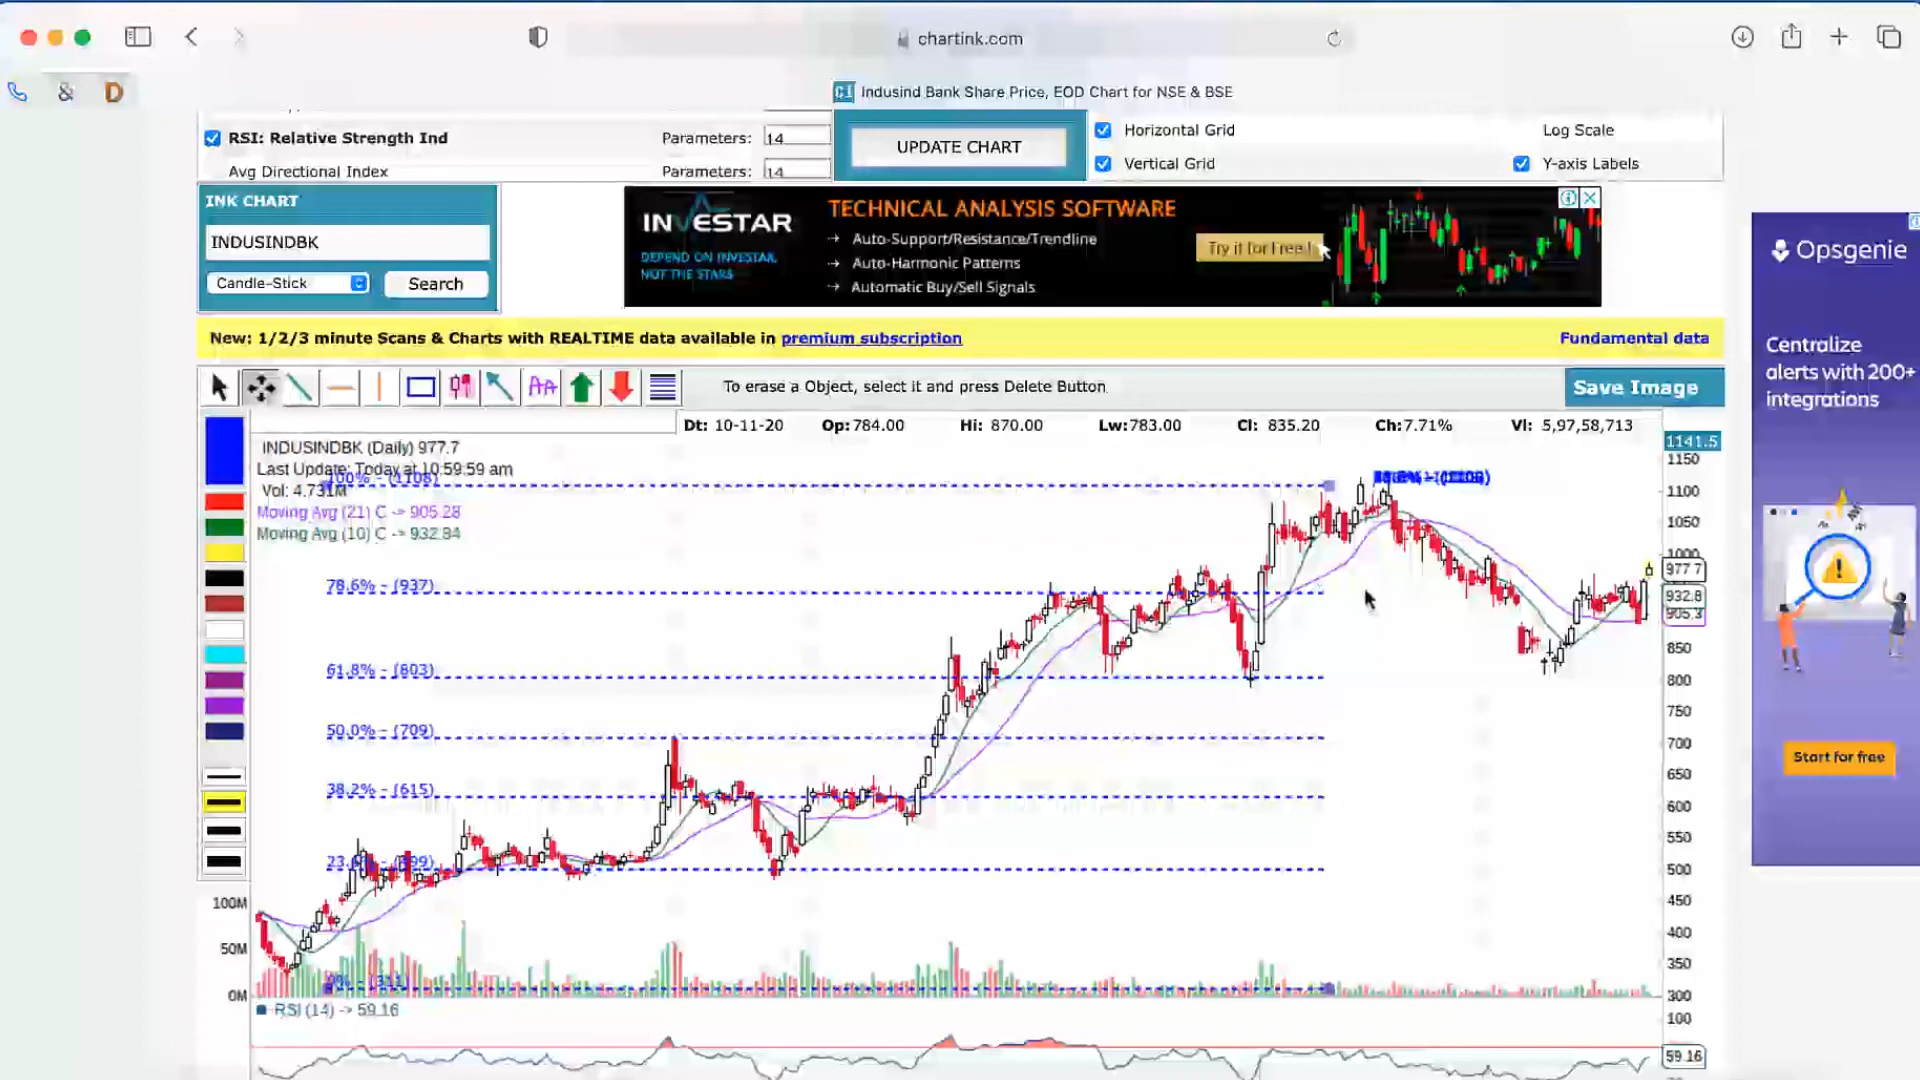 chartink.com
&
D
Indusind Bank Share Price, EOD Chart for NSE & BSE
RSI: Relative Strength Ind Parameters: 14
Avg Directional Index Parameters: 14
UPDATE CHART
Horizontal Grid Log Scale
Vertical Grid Y-axis Labels
INK CHART
INDUSINDBK
Candle-Stick Search
INVESTAR
DEPEND ON INVESTAR,
NOT THE STARS
TECHNICAL ANALYSIS SOFTWARE
→ Auto-Support/Resistance/Trendline
→ Auto-Harmonic Patterns
→ Automatic Buy/Sell Signals
Try it for Free !
Opsgenie
Centralize
alerts with 200+
integrations
Start for free
New: 1/2/3 minute Scans & Charts with REALTIME data available in premium subscription Fundamental data
To erase a Object, select it and press Delete Button
Save Image
Dt: 10-11-20 Op:784.00 Hi: 870.00 Lw:783.00 Cl: 835.20 Ch:7.71% Vl: 5,97,58,713
INDUSINDBK (Daily) 977.7
Last Update: Today at 10:59:59 am
100% - (1108)
Vol: 4.731M
Moving Avg (21) C -> 905.28
Moving Avg (10) C -> 932.84
78.6% - (937)
61.8% - (803)
50.0% - (709)
38.2% - (615)
0% - (311)
1141.5
1150
1100
1050
1000
977.7
932.8
905.3
850
800
750
700
650
600
550
500
450
400
350
300
100M
50M
0M
RSI (14) -> 59.16
100
59.16